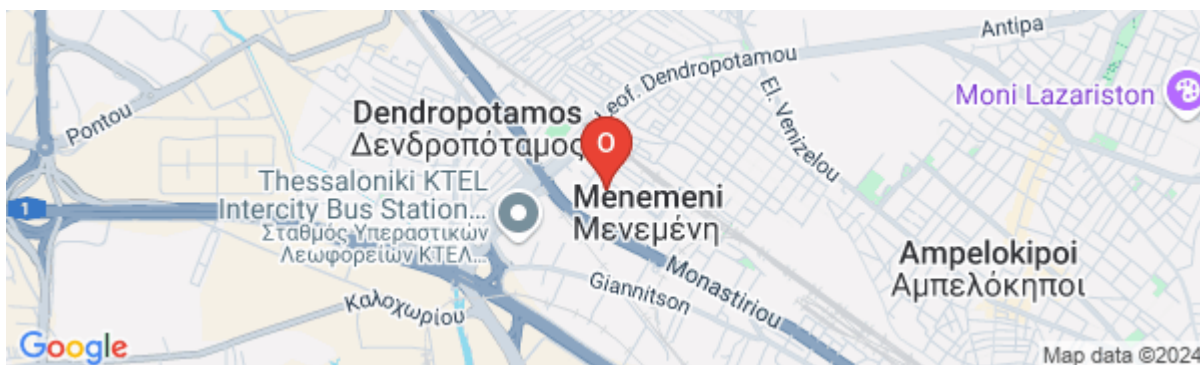 Antipa
Leof. Dendropotamou
Moni Lazariston
Pontou
Dendropotamos
Δενδροπόταμος
El. Venizelou
O
Thessaloniki KTEL
Intercity Bus Station...
Σταθμός Υπεραστικών
Λεωφορείων ΚΤΕΛ...
Menemeni
Μενεμένη
1
Ampelokipoi
Αμπελόκηποι
Monastiriou
Giannitson
Καλοχωρίου
Google
Map data ©2024